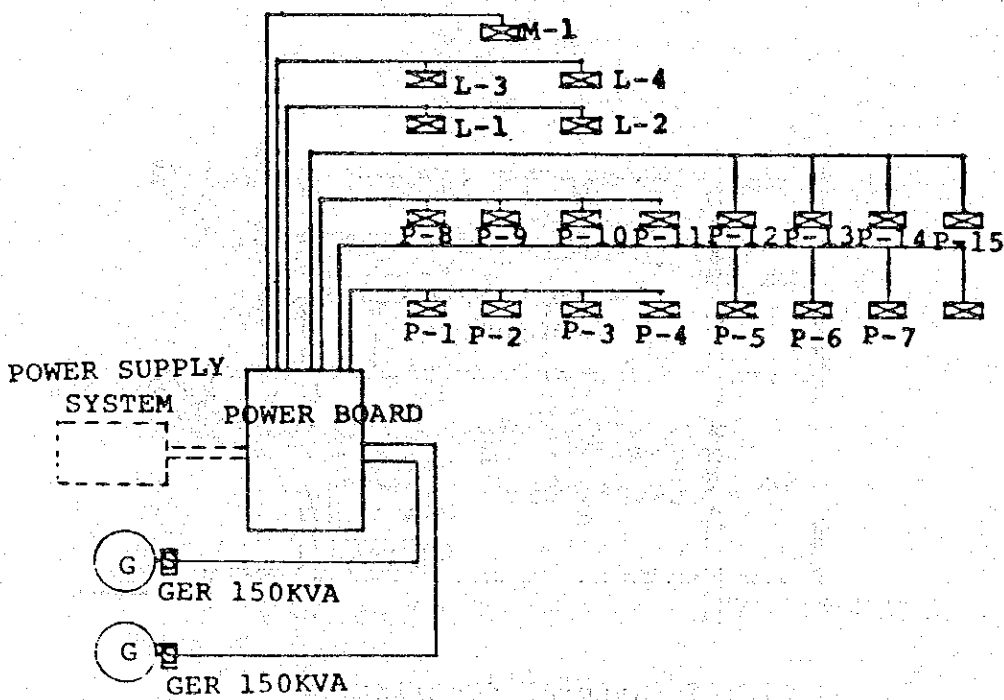 M-1
L-3 L-4
L-1 L-2
P-8 P-9 P-10 P-11 P-12 P-13 P-14 P-15
P-1 P-2 P-3 P-4 P-5 P-6 P-7
POWER SUPPLY
SYSTEM
POWER BOARD
G S
GER 150KVA
G S
GER 150KVA